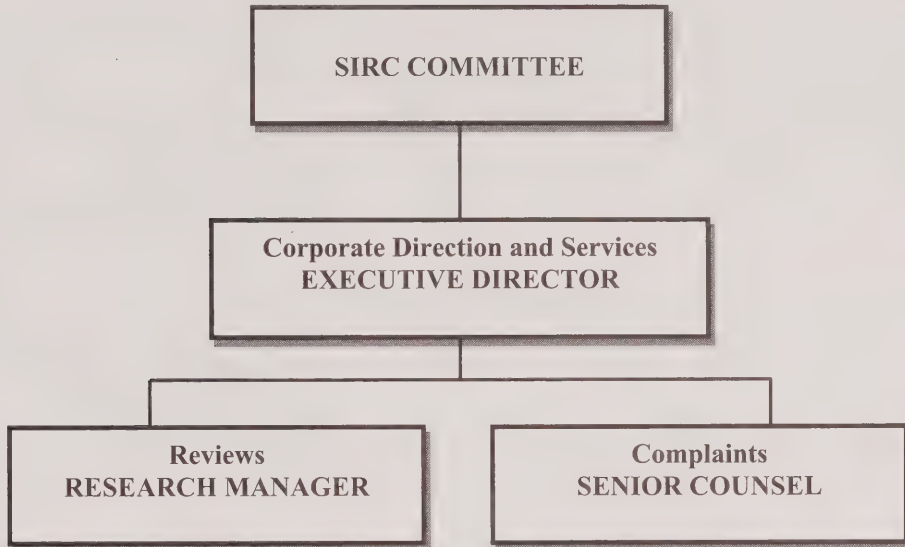 SIRC COMMITTEE
Corporate Direction and Services
EXECUTIVE DIRECTOR
Reviews
RESEARCH MANAGER
Complaints
SENIOR COUNSEL